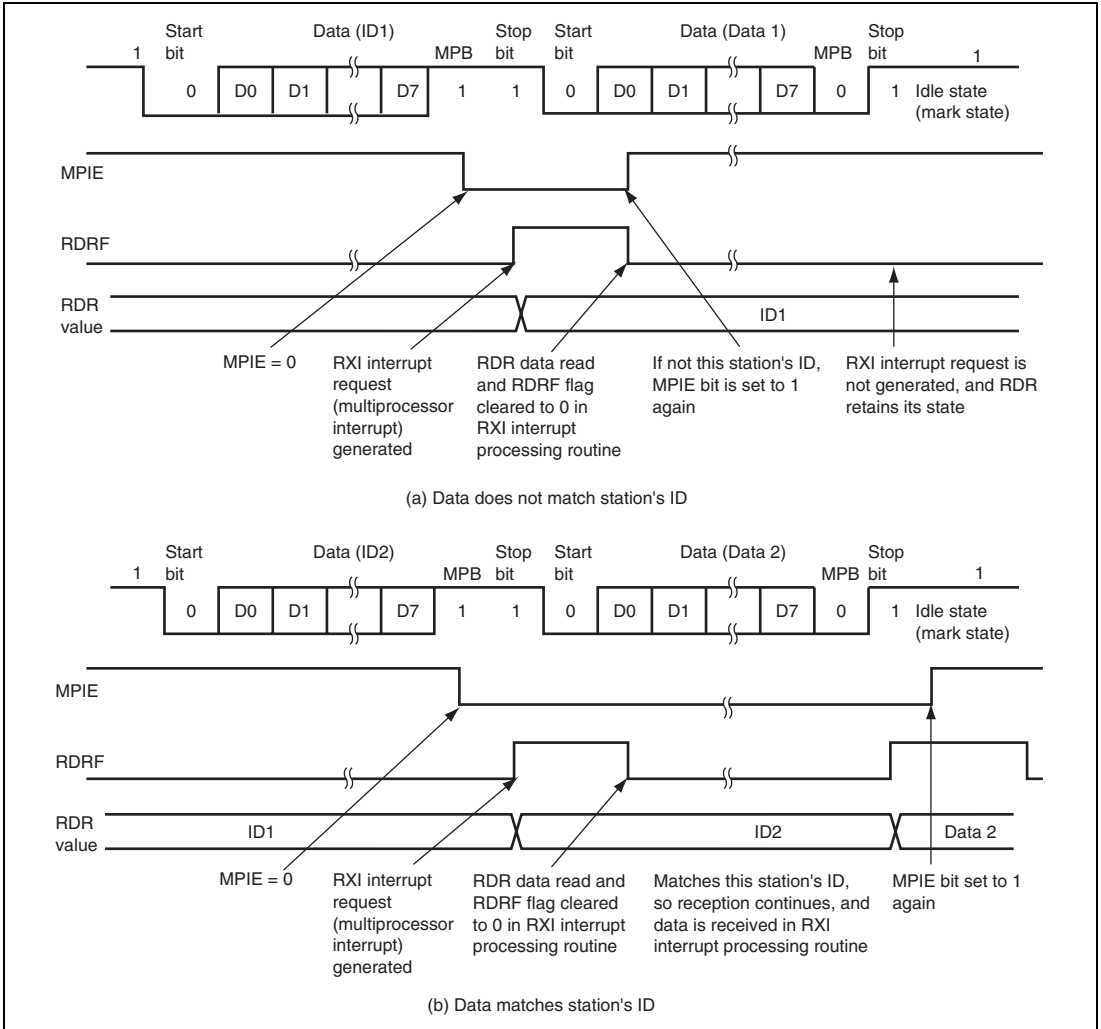 Start Data (ID1) Stop Start Data (Data 1) Stop
1 bit MPB bit bit MPB bit 1
0 D0 D1 D7 1 1 0 D0 D1 D7 0 1 Idle state
(mark state)
MPIE
RDRF
RDR
value
ID1
MPIE = 0
RXI interrupt
request
(multiprocessor
interrupt)
generated
RDR data read
and RDRF flag
cleared to 0 in
RXI interrupt
processing routine
If not this station's ID,
MPIE bit is set to 1
again
RXI interrupt request is
not generated, and RDR
retains its state
(a) Data does not match station's ID
Start Data (ID2) Stop Start Data (Data 2) Stop
1 bit MPB bit bit MPB bit 1
0 D0 D1 D7 1 1 0 D0 D1 D7 0 1 Idle state
(mark state)
MPIE
RDRF
RDR
value
ID1 ID2 Data 2
MPIE = 0
RXI interrupt
request
(multiprocessor
interrupt)
generated
RDR data read and
RDRF flag cleared
to 0 in RXI interrupt
processing routine
Matches this station's ID,
so reception continues, and
data is received in RXI
interrupt processing routine
MPIE bit set to 1
again
(b) Data matches station's ID